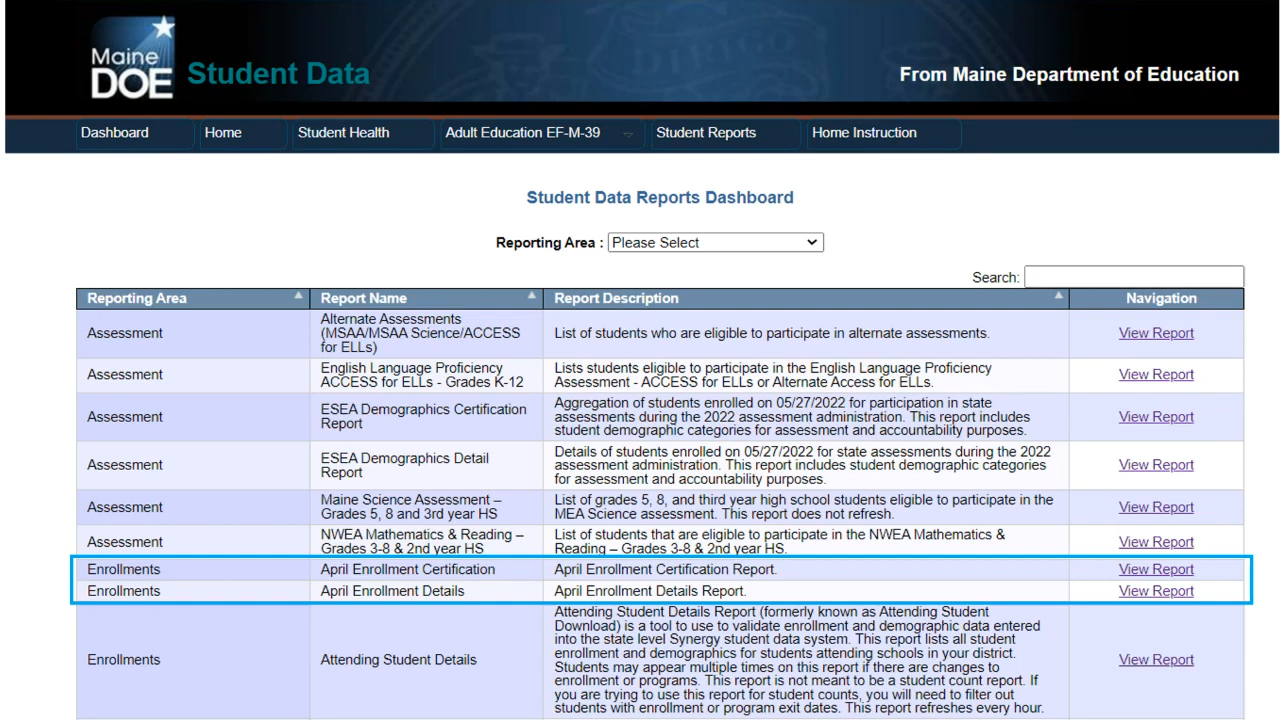 Maine
DOE
Student Data
From Maine Department of Education
Dashboard
Home
Student Health
Adult Education EF-M-39
Student Reports
Home Instruction
Student Data Reports Dashboard
Reporting Area : Please Select
Search:
Reporting Area
Report Name
Report Description
Navigation
Assessment
Alternate Assessments
(MSAA/MSAA Science/ACCESS
for ELLs)
List of students who are eligible to participate in alternate assessments.
View Report
Assessment
English Language Proficiency
ACCESS for ELLs - Grades K-12
Lists students eligible to participate in the English Language Proficiency
Assessment - ACCESS for ELLs or Alternate Access for ELLs.
View Report
Assessment
ESEA Demographics Certification
Report
Aggregation of students enrolled on 05/27/2022 for participation in state
assessments during the 2022 assessment administration. This report includes
student demographic categories for assessment and accountability purposes.
View Report
Assessment
ESEA Demographics Detail
Report
Details of students enrolled on 05/27/2022 for state assessments during the 2022
assessment administration. This report includes student demographic categories
for assessment and accountability purposes.
View Report
Assessment
Maine Science Assessment –
Grades 5, 8 and 3rd year HS
List of grades 5, 8, and third year high school students eligible to participate in the
MEA Science assessment. This report does not refresh.
View Report
Assessment
NWEA Mathematics & Reading –
Grades 3-8 & 2nd year HS
List of students that are eligible to participate in the NWEA Mathematics &
Reading – Grades 3-8 & 2nd year HS.
View Report
Enrollments
April Enrollment Certification
April Enrollment Certification Report.
View Report
Enrollments
April Enrollment Details
April Enrollment Details Report.
View Report
Enrollments
Attending Student Details
Attending Student Details Report (formerly known as Attending Student
Download) is a tool to use to validate enrollment and demographic data entered
into the state level Synergy student data system. This report lists all student
enrollment and demographics for students attending schools in your district.
Students may appear multiple times on this report if there are changes to
enrollment or programs. This report is not meant to be a student count report. If
you are trying to use this report for student counts, you will need to filter out
students with enrollment or program exit dates. This report refreshes every hour.
View Report
DIRIGO